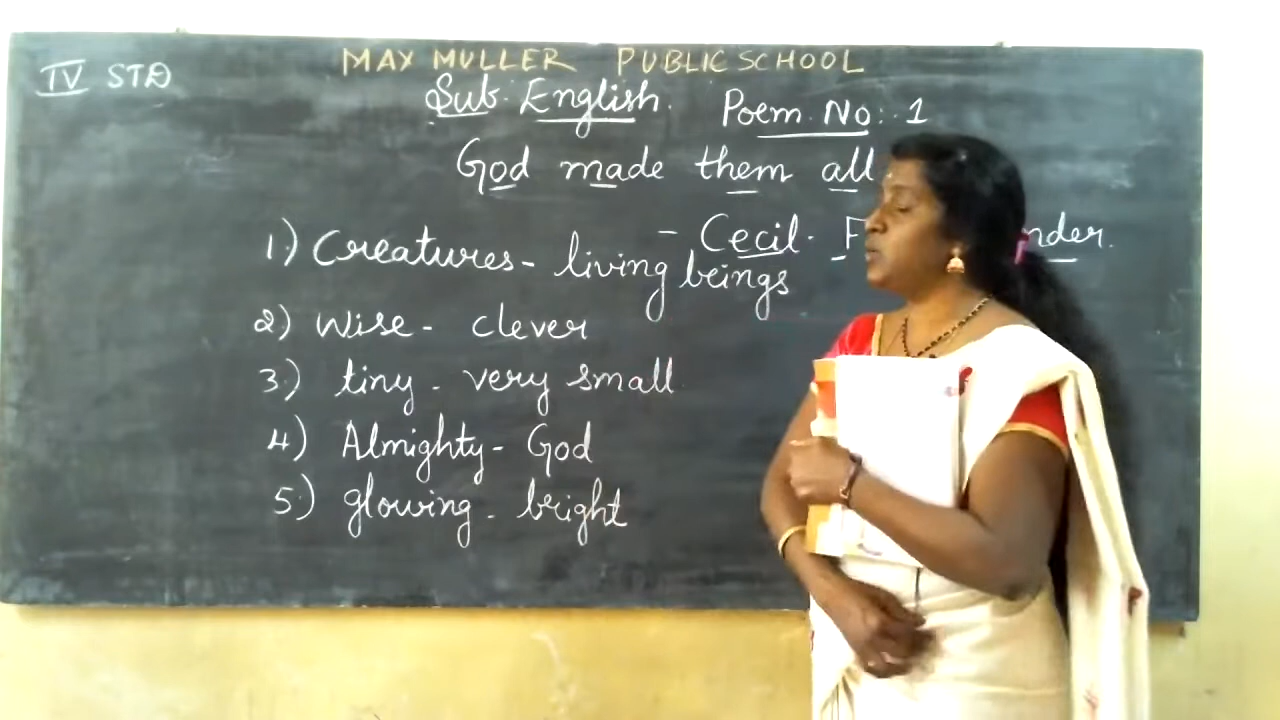 MAX MULLER PUBLIC SCHOOL
IV STD
Sub. English. Poem No: 1
God made them all
- Cecil.
1) Creatures - living beings
2) Wise - clever
3) tiny - very small
4) Almighty - God
5) glowing - bright